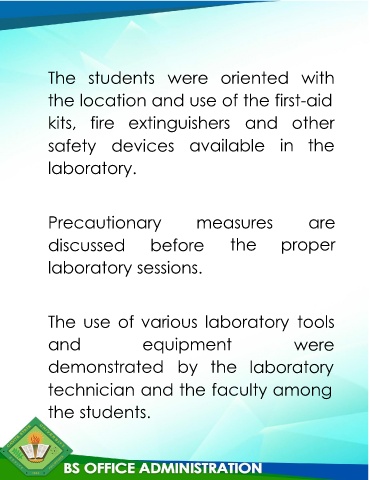 The students were oriented with
the location and use of the first-aid
kits, fire extinguishers and other
safety devices available in the
laboratory.
Precautionary measures are
discussed before the proper
laboratory sessions.
The use of various laboratory tools
and equipment were
demonstrated by the laboratory
technician and the faculty among
the students.
BS OFFICE ADMINISTRATION